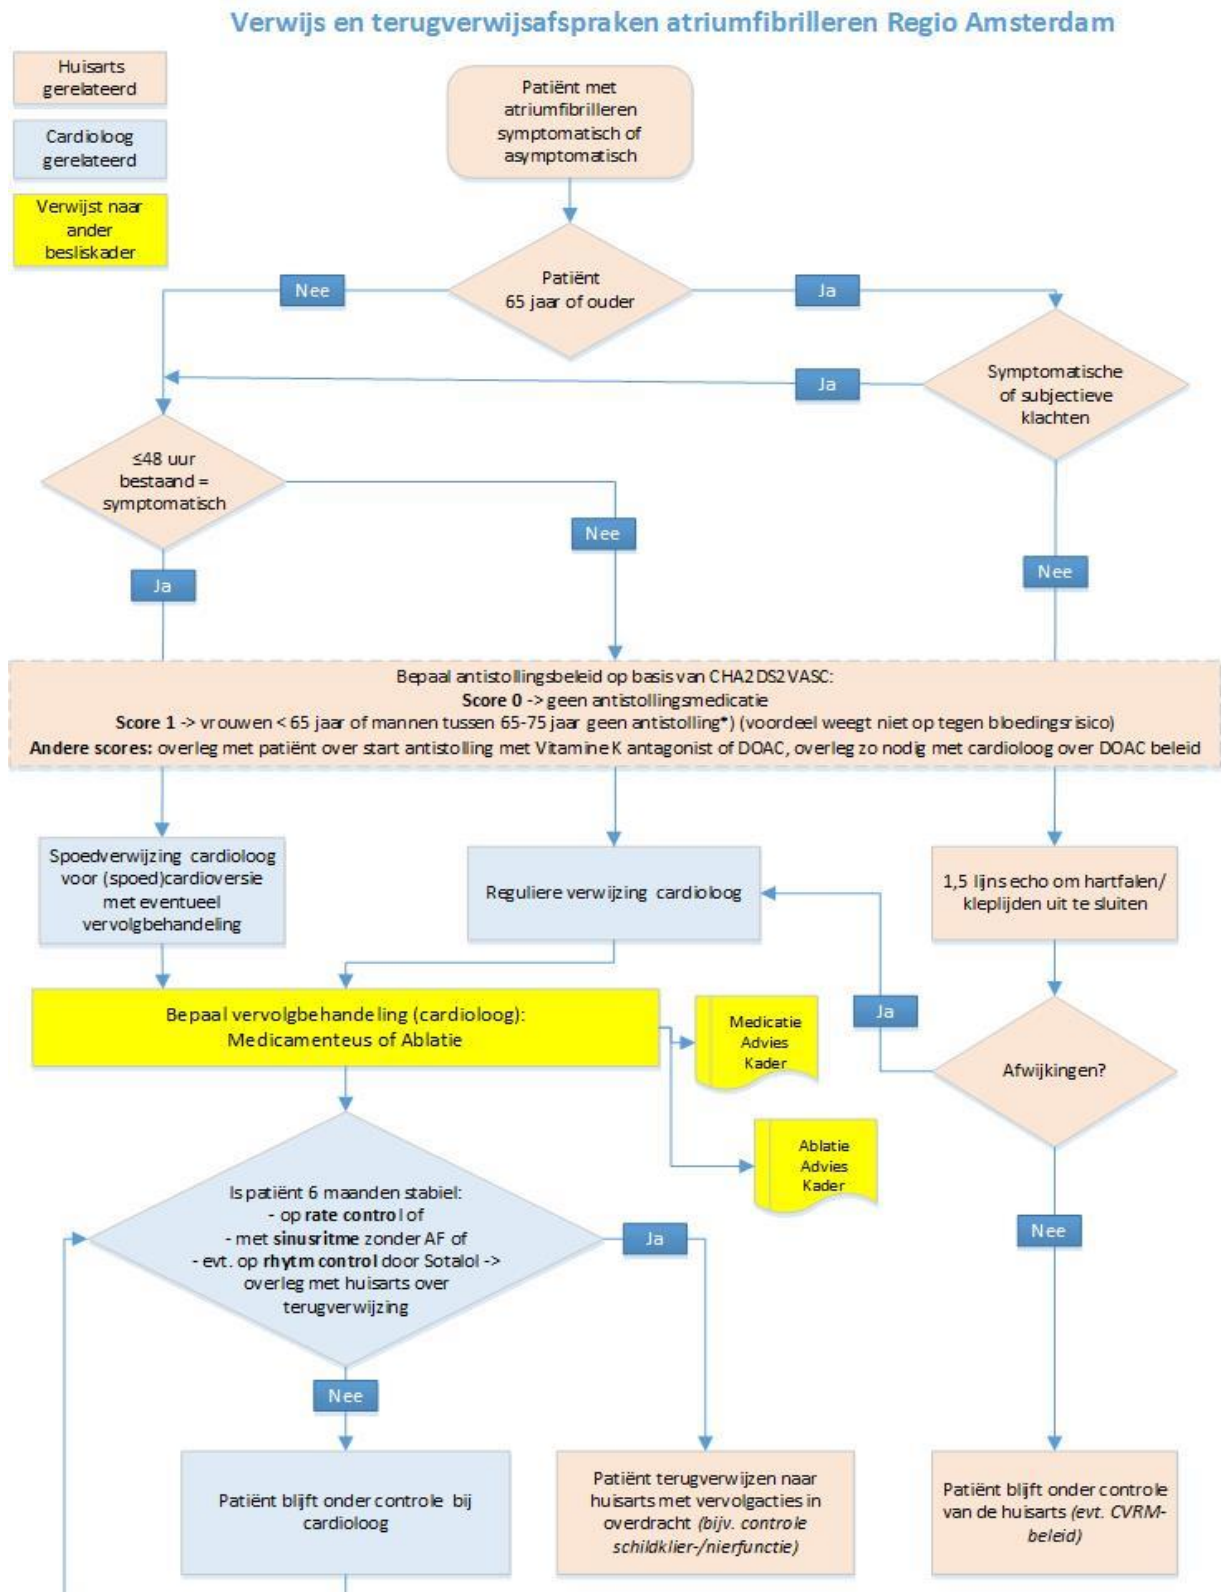 Verwijs en terugverwijsafspraken atriumfibrilleren Regio Amsterdam
Huisarts
gerelateerd
Cardioloog
gerelateerd
Verwijst naar
ander
besliskader
Patiënt met
atriumfibrilleren
symptomatisch of
asymptomatisch
Patiënt
65 jaar of ouder
Nee
Ja
Symptomatische
of subjectieve
klachten
Ja
≤48 uur
bestaand =
symptomatisch
Nee
Nee
Ja
Bepaal antistollingsbeleid op basis van CHA2DS2VASC:
Score 0 -> geen antistollingsmedicatie
Score 1 -> vrouwen < 65 jaar of mannen tussen 65-75 jaar geen antistolling*) (voordeel weegt niet op tegen bloedingsrisico)
Andere scores: overleg met patiënt over start antistolling met Vitamine K antagonist of DOAC, overleg zo nodig met cardioloog over DOAC beleid
Spoedverwijzing cardioloog
voor (spoed)cardioversie
met eventueel
vervolgbehandeling
Reguliere verwijzing cardioloog
1,5 lijns echo om hartfalen/
kleplijden uit te sluiten
Bepaal vervolgbehandeling (cardioloog):
Medicamenteus of Ablatie
Medicatie
Advies
Kader
Ja
Afwijkingen?
Ablatie
Advies
Kader
Is patiënt 6 maanden stabiel:
- op rate control of
- met sinusritme zonder AF of
- evt. op rhytm control door Sotalol ->
overleg met huisarts over
terugverwijzing
Ja
Nee
Nee
Patiënt blijft onder controle bij
cardioloog
Patiënt terugverwijzen naar
huisarts met vervolgacties in
overdracht (bijv. controle
schildklier-/nierfunctie)
Patiënt blijft onder controle
van de huisarts (evt. CVRM-
beleid)